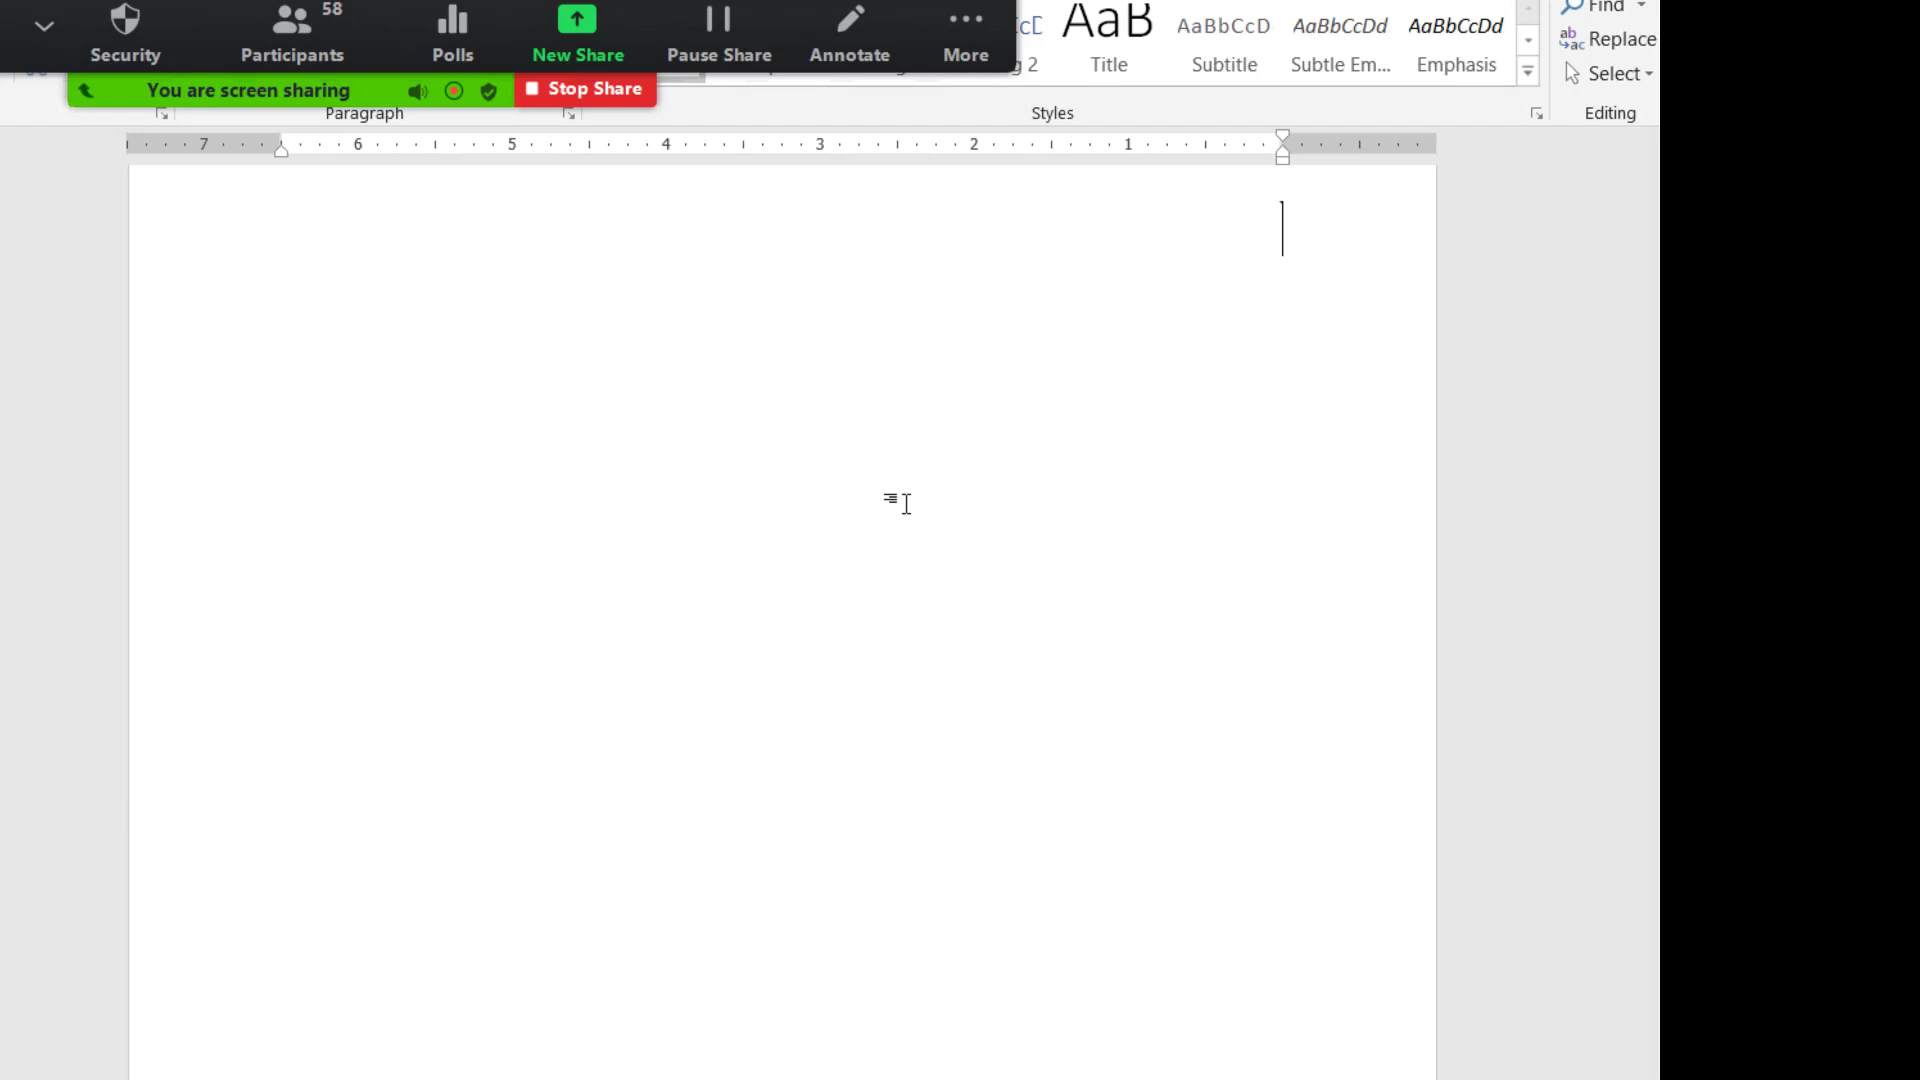 58
Security
Participants
Polls
New Share
Pause Share
Annotate
More
You are screen sharing
Stop Share
AaB
AaBbCcD
AaBbCcDd
AaBbCcDd
g 2
Title
Subtitle
Subtle Em...
Emphasis
Find
Replace
Select
Paragraph
Styles
Editing
7 6 5 4 3 2 1